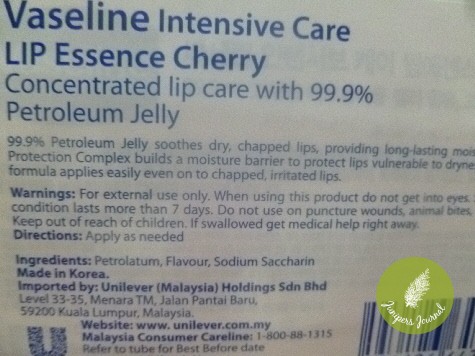 Vaseline Intensive Care
LIP Essence Cherry
Concentrated lip care with 99.9%
Petroleum Jelly
99.9% Petroleum Jelly soothes dry, chapped lips, providing long-lasting mois
Protection Complex builds a moisture barrier to protect lips vulnerable to dryne
formula applies easily even on to chapped, irritated lips.
Warnings: For external use only. When using this product do not get into eyes.
condition lasts more than 7 days. Do not use on puncture wounds, animal bites,
Keep out of reach of children. If swallowed get medical help right away.
Directions: Apply as needed
Ingredients: Petrolatum, Flavour, Sodium Saccharin
Made in Korea.
Imported by: Unilever (Malaysia) Holdings Sdn Bhd
Level 33-35, Menara TM, Jalan Pantai Baru,
59200 Kuala Lumpur, Malaysia.
Website: www.unilever.com.my
Malaysia Consumer Careline: 1-800-88-1315
Refer to tube for Best Before date
Junipers Journal